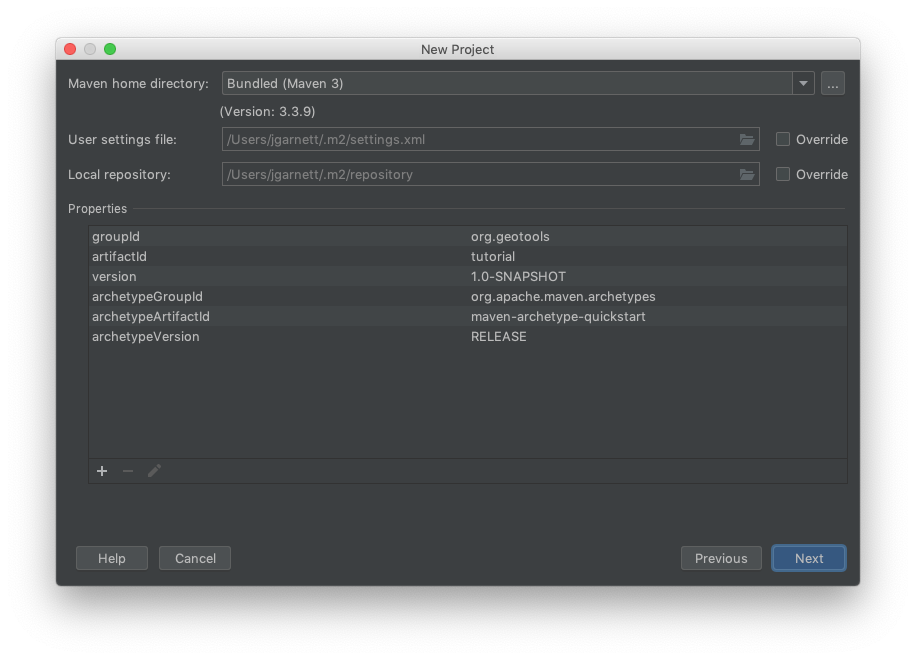 New Project
Maven home directory: Bundled (Maven 3) ...
(Version: 3.3.9)
User settings file: /Users/jgarnett/.m2/settings.xml Override
Local repository: /Users/jgarnett/.m2/repository Override
Properties
groupId org.geotools
artifactId tutorial
version 1.0-SNAPSHOT
archetypeGroupId org.apache.maven.archetypes
archetypeArtifactId maven-archetype-quickstart
archetypeVersion RELEASE
Help Cancel Previous Next